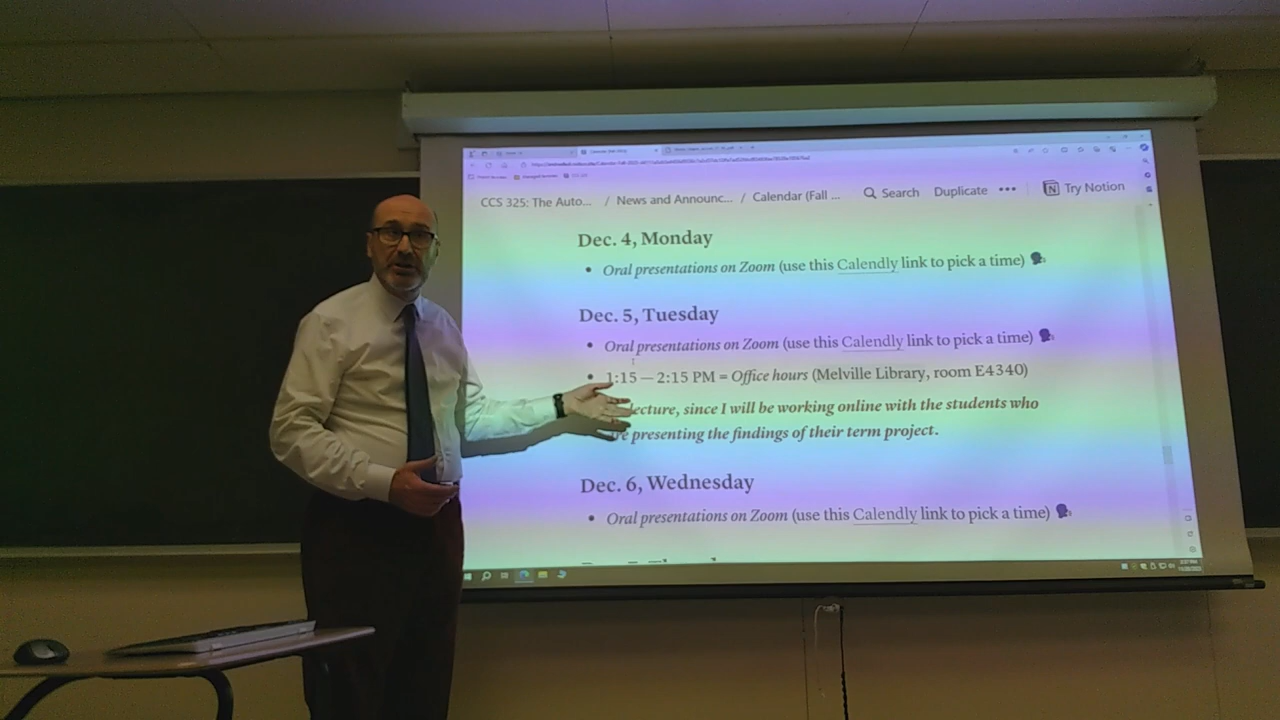 CCS 325: The Auto... / News and Announc... / Calendar (Fall ... Search Duplicate ••• Try Notion
Dec. 4, Monday
• Oral presentations on Zoom (use this Calendly link to pick a time)
Dec. 5, Tuesday
• Oral presentations on Zoom (use this Calendly link to pick a time)
• 1:15 — 2:15 PM = Office hours (Melville Library, room E4340)
lecture, since I will be working online with the students who
presenting the findings of their term project.
Dec. 6, Wednesday
• Oral presentations on Zoom (use this Calendly link to pick a time)